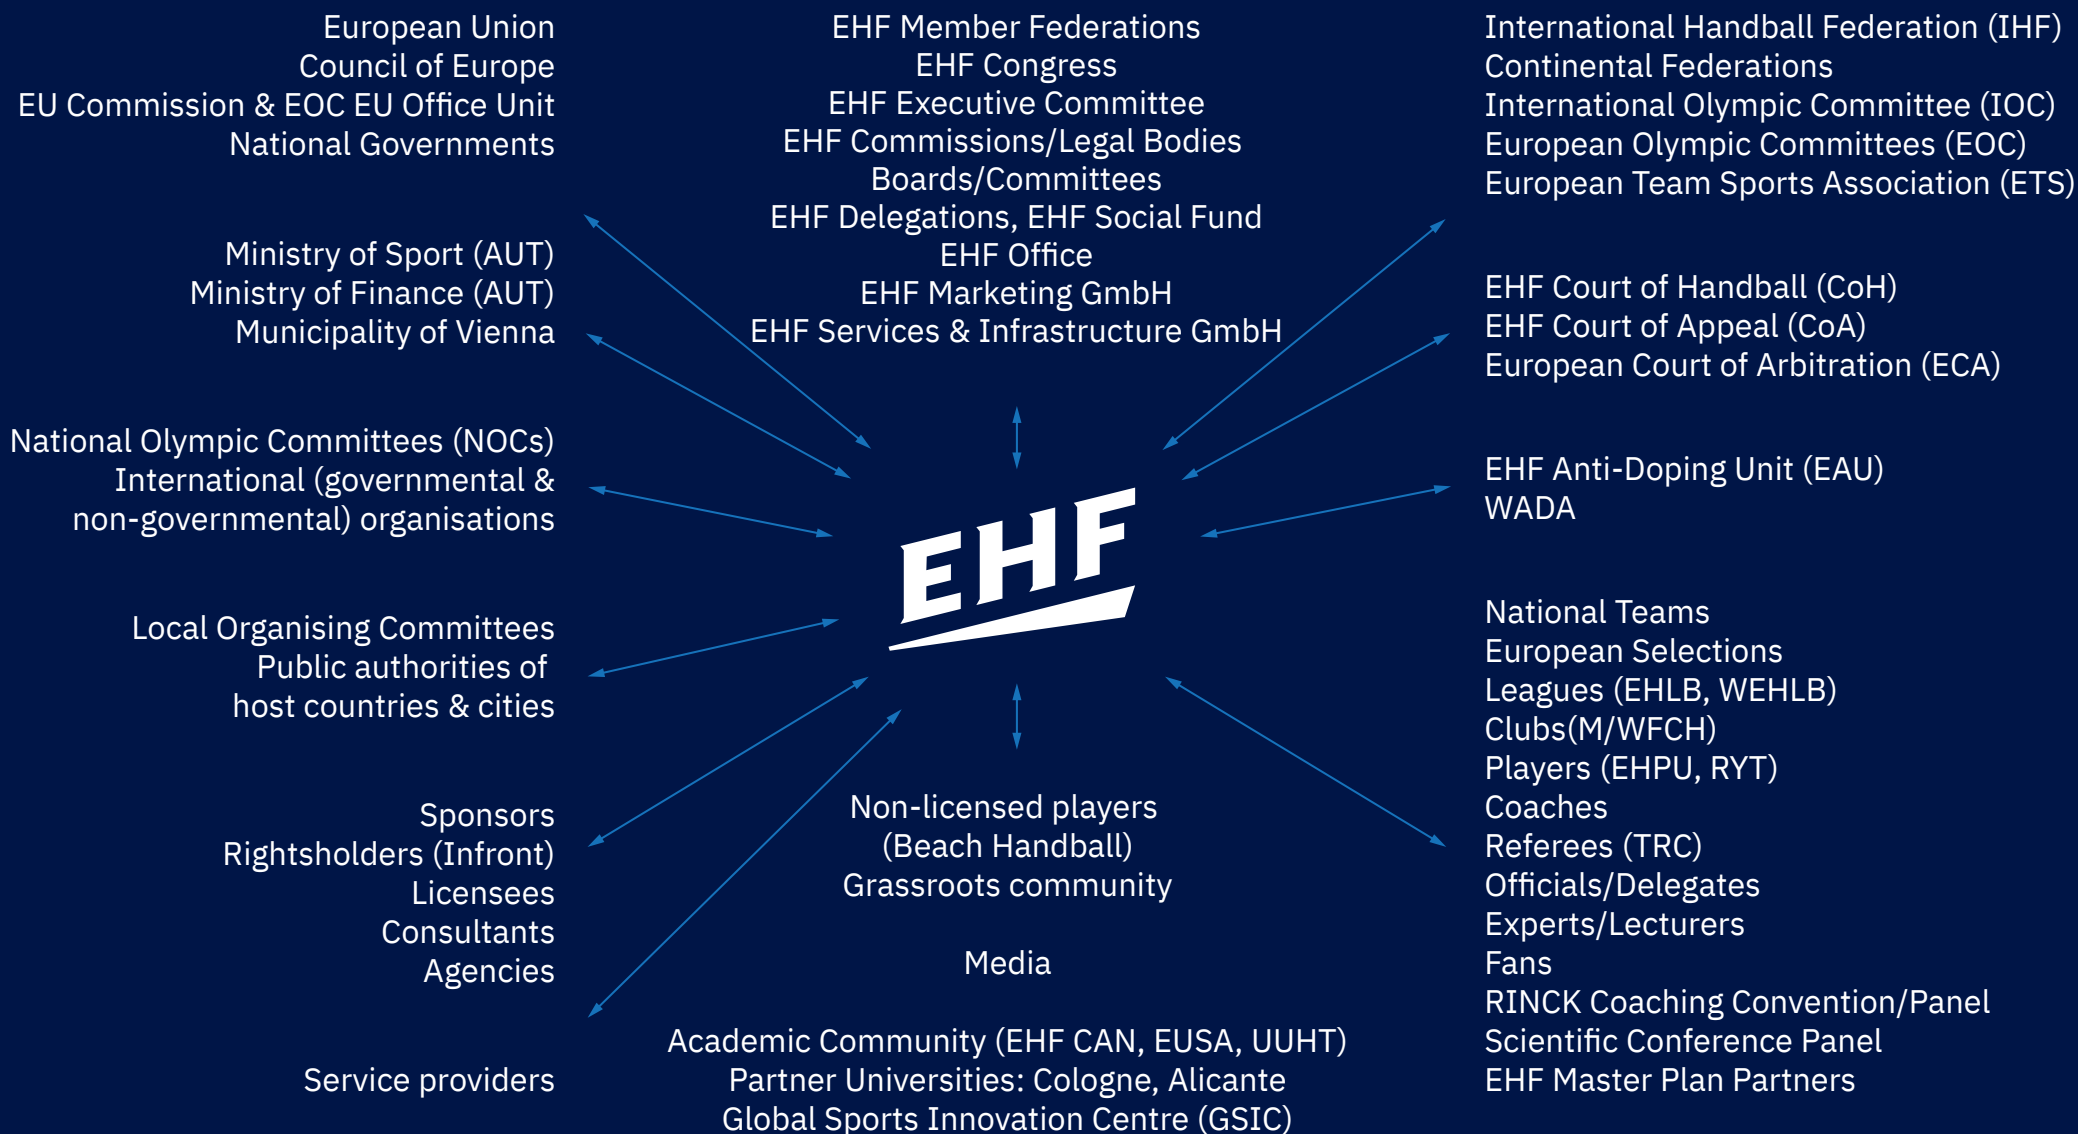 European Union
Council of Europe
EU Commission & EOC EU Office Unit
National Governments
Ministry of Sport (AUT)
Ministry of Finance (AUT)
Municipality of Vienna
National Olympic Committees (NOCs)
International (governmental &
non-governmental) organisations
Local Organising Committees
Public authorities of
host countries & cities
Sponsors
Rightsholders (Infront)
Licensees
Consultants
Agencies
Service providers
EHF Member Federations
EHF Congress
EHF Executive Committee
EHF Commissions/Legal Bodies
Boards/Committees
EHF Delegations, EHF Social Fund
EHF Office
EHF Marketing GmbH
EHF Services & Infrastructure GmbH
EHF
Non-licensed players
(Beach Handball)
Grassroots community
Media
Academic Community (EHF CAN, EUSA, UUHT)
Partner Universities: Cologne, Alicante
Global Sports Innovation Centre (GSIC)
International Handball Federation (IHF)
Continental Federations
International Olympic Committee (IOC)
European Olympic Committees (EOC)
European Team Sports Association (ETS)
EHF Court of Handball (CoH)
EHF Court of Appeal (CoA)
European Court of Arbitration (ECA)
EHF Anti-Doping Unit (EAU)
WADA
National Teams
European Selections
Leagues (EHLB, WEHLB)
Clubs(M/WFCH)
Players (EHPU, RYT)
Coaches
Referees (TRC)
Officials/Delegates
Experts/Lecturers
Fans
RINCK Coaching Convention/Panel
Scientific Conference Panel
EHF Master Plan Partners